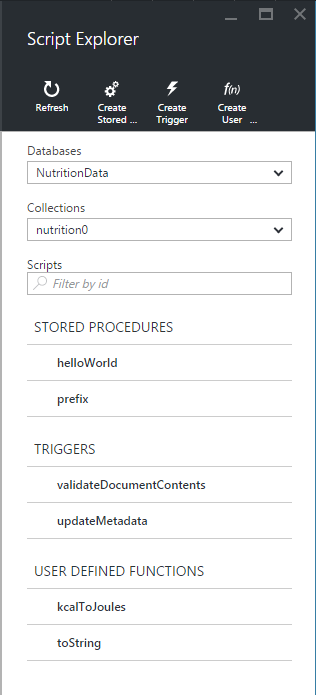 Script Explorer
Refresh
Create
Stored ...
Create
Trigger
f(n)
Create
User ...
Databases
NutritionData
Collections
nutrition0
Scripts
Filter by id
STORED PROCEDURES
helloWorld
prefix
TRIGGERS
validateDocumentContents
updateMetadata
USER DEFINED FUNCTIONS
kcalToJoules
toString